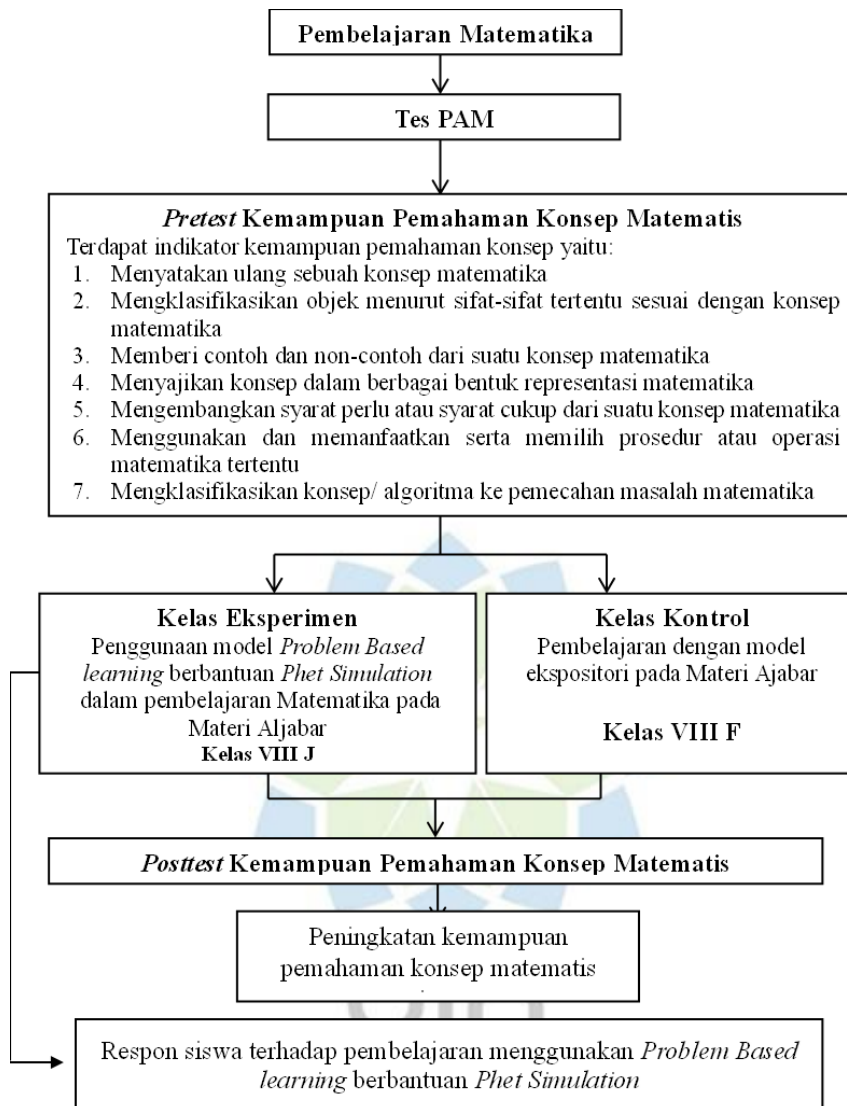 Pembelajaran Matematika
Tes PAM
Pretest Kemampuan Pemahaman Konsep Matematis
Terdapat indikator kemampuan pemahaman konsep yaitu:
1. Menyatakan ulang sebuah konsep matematika
2. Mengklasifikasikan objek menurut sifat-sifat tertentu sesuai dengan konsep
matematika
3. Memberi contoh dan non-contoh dari suatu konsep matematika
4. Menyajikan konsep dalam berbagai bentuk representasi matematika
5. Mengembangkan syarat perlu atau syarat cukup dari suatu konsep matematika
6. Menggunakan dan memanfaatkan serta memilih prosedur atau operasi
matematika tertentu
7. Mengklasifikasikan konsep/ algoritma ke pemecahan masalah matematika
Kelas Eksperimen
Penggunaan model Problem Based
learning berbantuan Phet Simulation
dalam pembelajaran Matematika pada
Materi Aljabar
Kelas VIII J
Kelas Kontrol
Pembelajaran dengan model
ekspositori pada Materi Ajabar
Kelas VIII F
Posttest Kemampuan Pemahaman Konsep Matematis
Peningkatan kemampuan
pemahaman konsep matematis
Respon siswa terhadap pembelajaran menggunakan Problem Based
learning berbantuan Phet Simulation